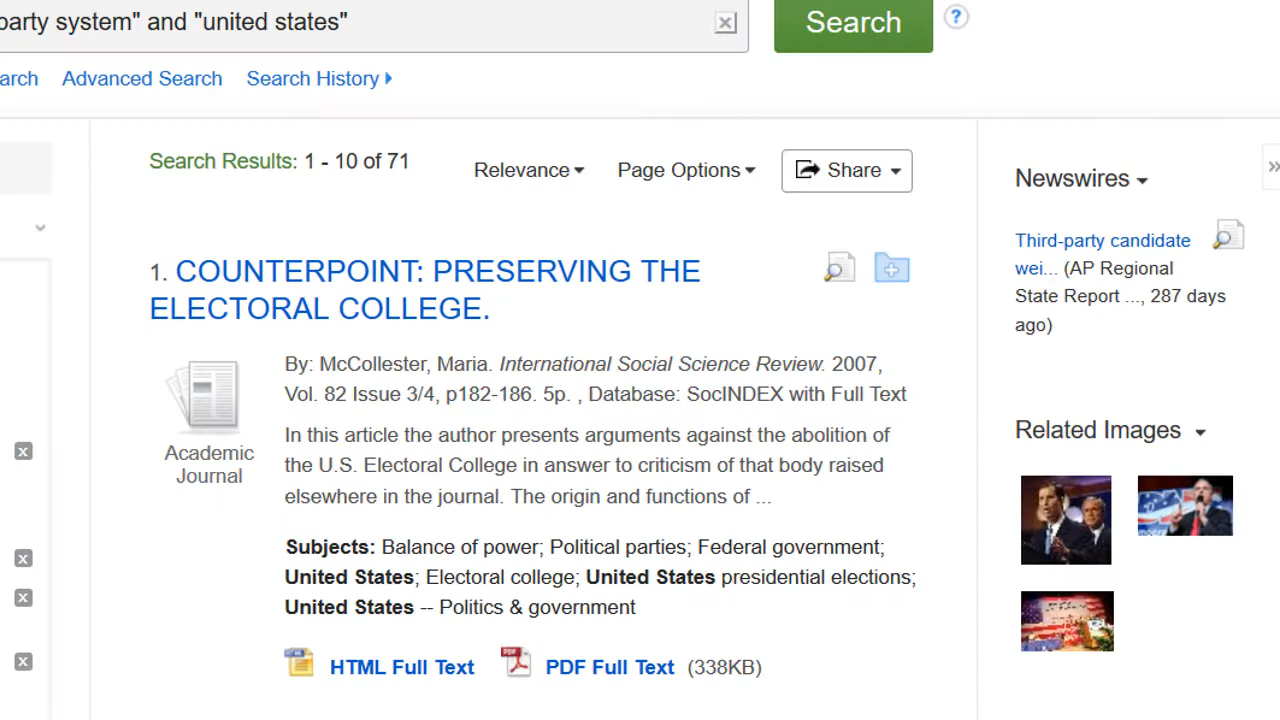 party system" and "united states"
Search
arch Advanced Search Search History
Search Results: 1 - 10 of 71
Relevance Page Options Share
Newswires
Third-party candidate
wei... (AP Regional
State Report ..., 287 days
ago)
1. COUNTERPOINT: PRESERVING THE
ELECTORAL COLLEGE.
By: McCollester, Maria. International Social Science Review. 2007,
Vol. 82 Issue 3/4, p182-186. 5p. , Database: SocINDEX with Full Text
Academic
Journal
In this article the author presents arguments against the abolition of
the U.S. Electoral College in answer to criticism of that body raised
elsewhere in the journal. The origin and functions of ...
Subjects: Balance of power; Political parties; Federal government;
United States; Electoral college; United States presidential elections;
United States -- Politics & government
HTML Full Text PDF PDF Full Text (338KB)
Related Images